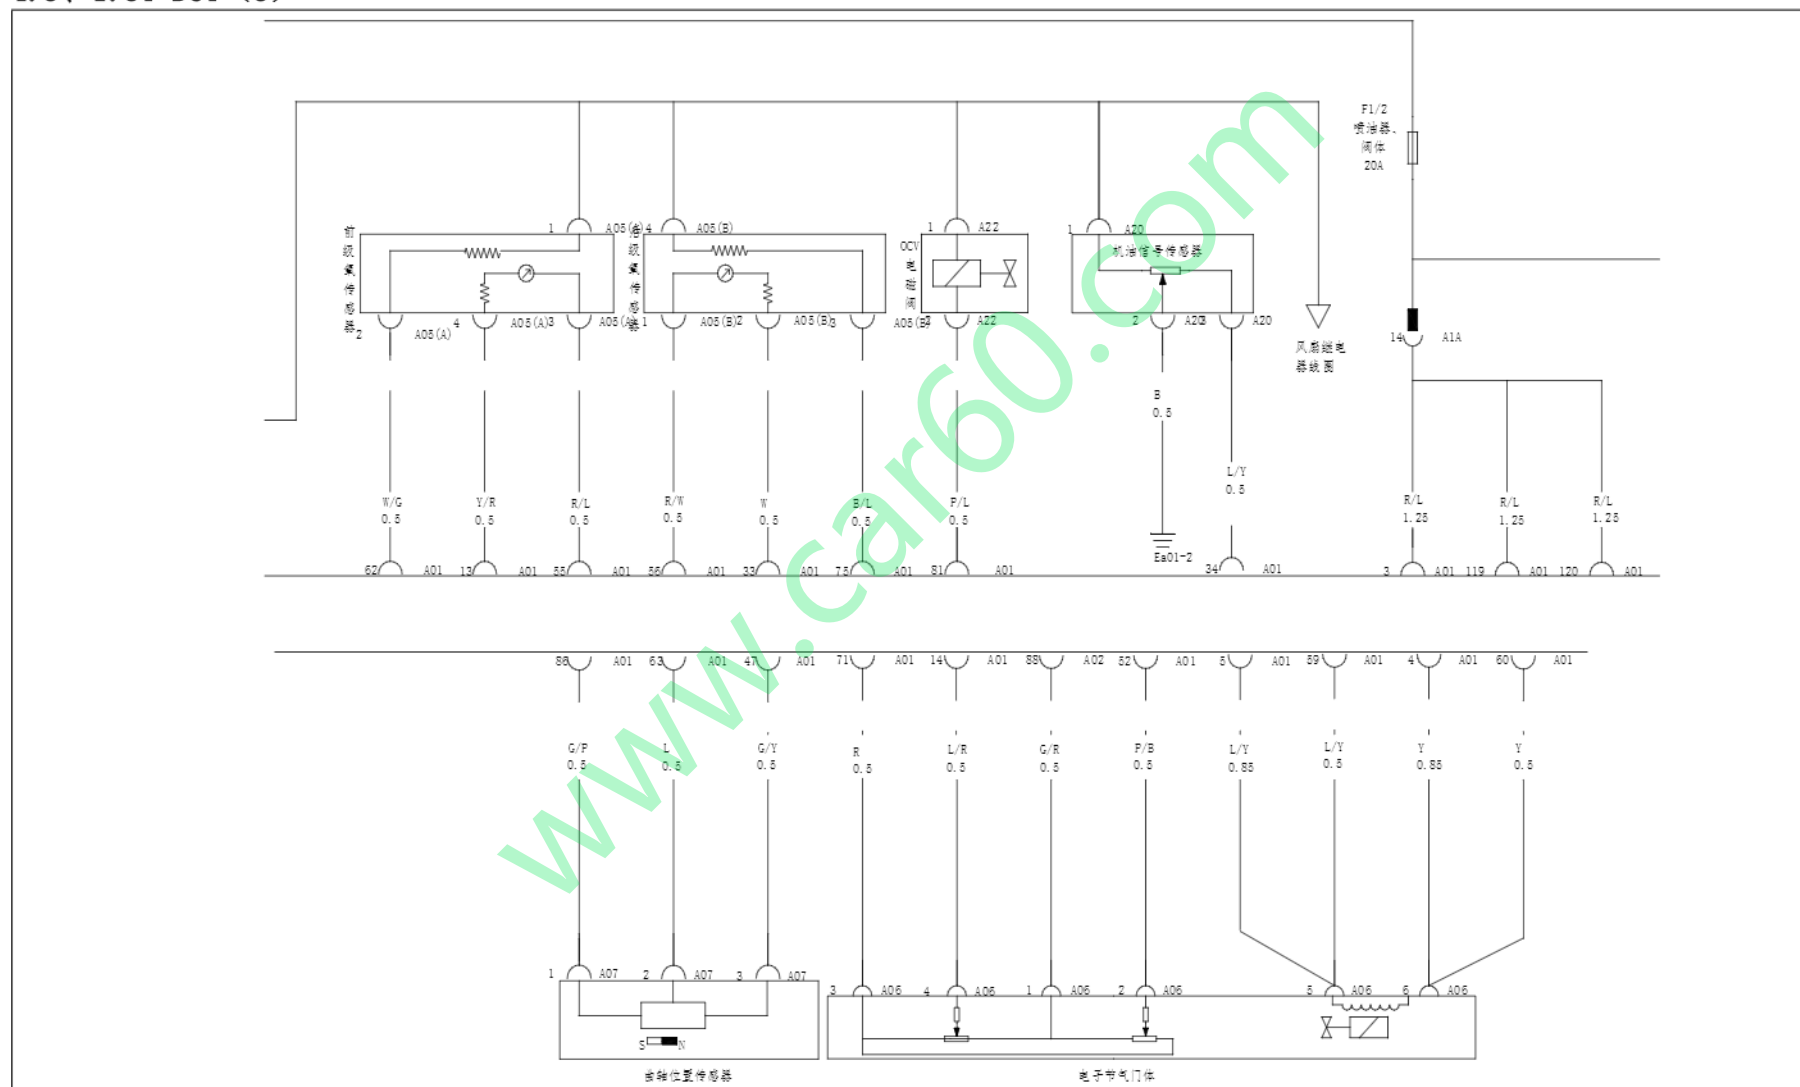 F1/2
喷油器、
阀体
20A
1 A05(A) 4 A05(B) 1 A22 1 A20
前级氧传感器
后级氧传感器
OCV
机油信号传感器
2 A05(A) 4 A05(A) 3 A05(A) 1 A05(B) 2 A05(B) 3 A05(B) A22 2 A20 3 A20
14 A1A
风扇继电
器线圈
B
0.5
L/Y
0.5
W/G Y/R R/L R/W W B/L P/L R/L R/L R/L
0.5 0.5 0.5 0.5 0.5 0.5 0.5 1.25 1.25 1.25
Ea01-2
62 A01 13 A01 55 A01 56 A01 33 A01 75 A01 81 A01 34 A01 3 A01 119 A01 120 A01
86 A01 63 A01 47 A01 71 A01 14 A01 88 A02 52 A01 5 A01 59 A01 4 A01 60 A01
G/P L G/Y R L/R G/R P/B L/Y L/Y Y Y
0.5 0.5 0.5 0.5 0.5 0.5 0.5 0.85 0.5 0.85 0.5
1 A07 2 A07 3 A07 3 A06 4 A06 1 A06 2 A06 5 A06 6 A06
S N
曲轴位置传感器
电子节气门体
www.car60.com